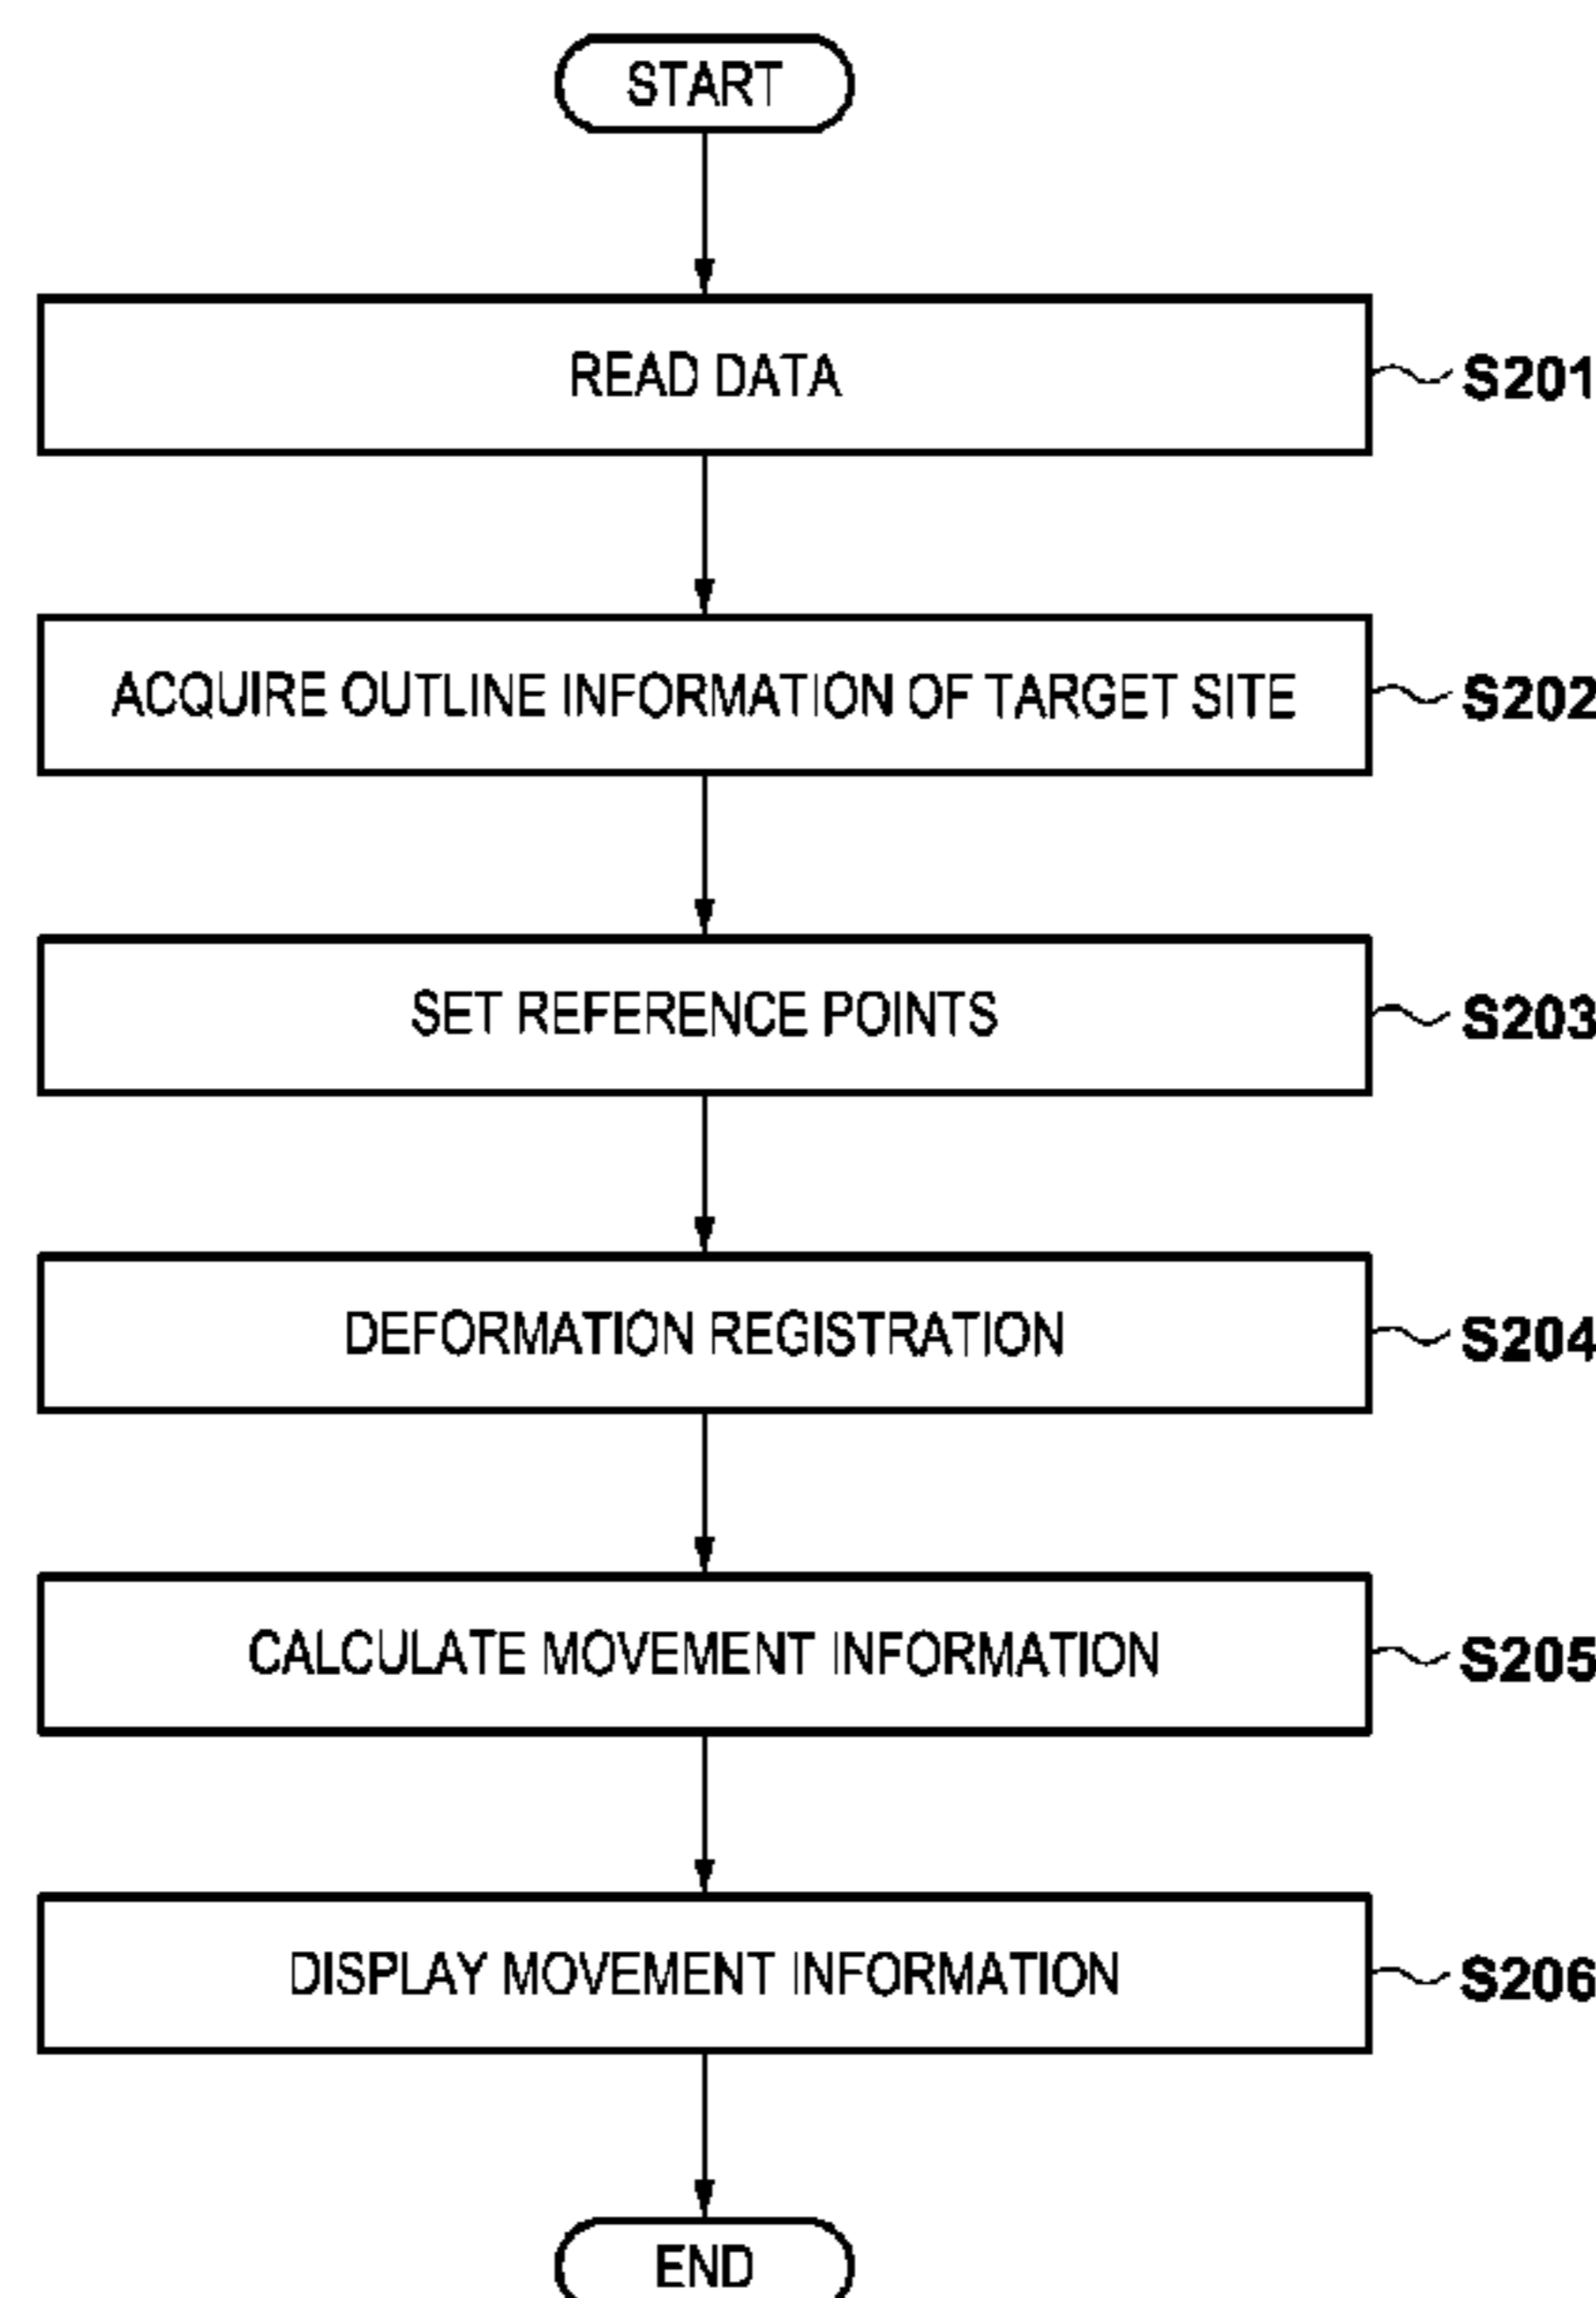 START
READ DATA
S201
ACQUIRE OUTLINE INFORMATION OF TARGET SITE
S202
SET REFERENCE POINTS
S203
DEFORMATION REGISTRATION
S204
CALCULATE MOVEMENT INFORMATION
S205
DISPLAY MOVEMENT INFORMATION
S206
END